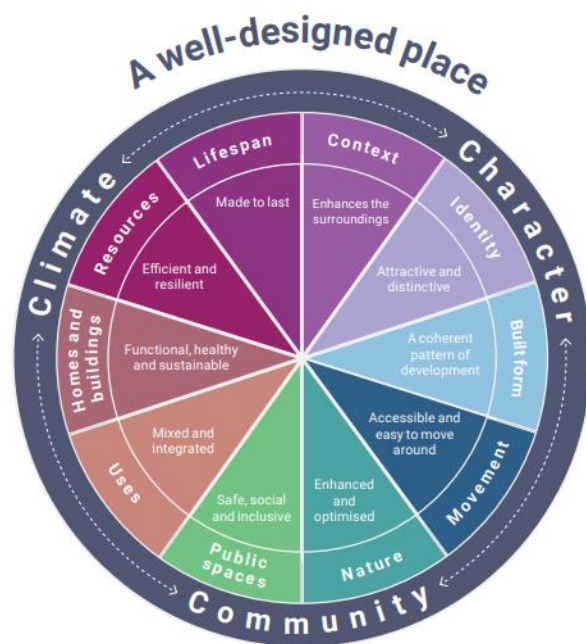 A well-designed place
Climate
Character
Community
Context
Enhances the
surroundings
Identity
Attractive and
distinctive
Built form
A coherent
pattern of
development
Movement
Accessible and
easy to move
around
Nature
Enhanced
and
optimised
Public
spaces
Safe, social
and inclusive
Uses
Mixed and
integrated
Homes and
buildings
Functional, healthy
and sustainable
Resources
Efficient and
resilient
Lifespan
Made to last